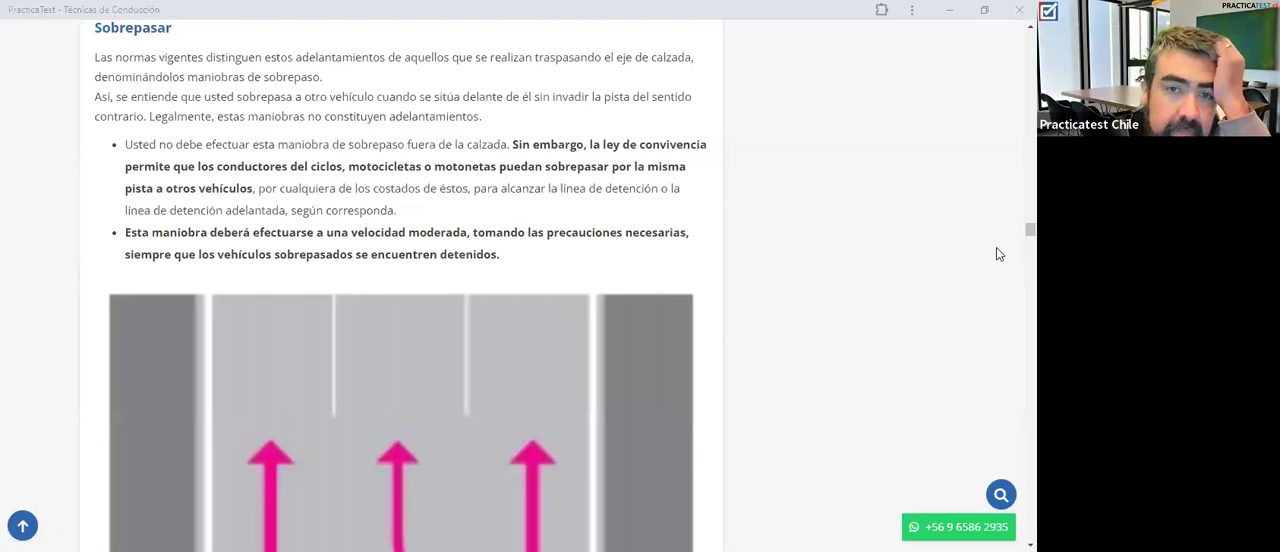 PracticaTest - Técnicas de Conducción
Sobrepasar
Las normas vigentes distinguen estos adelantamientos de aquellos que se realizan traspasando el eje de calzada,
denominándolos maniobras de sobrepaso.
Así, se entiende que usted sobrepasa a otro vehículo cuando se sitúa delante de él sin invadir la pista del sentido
contrario. Legalmente, estas maniobras no constituyen adelantamientos.
Usted no debe efectuar esta maniobra de sobrepaso fuera de la calzada. Sin embargo, la ley de convivencia
permite que los conductores del ciclos, motocicletas o motonetas puedan sobrepasar por la misma
pista a otros vehículos, por cualquiera de los costados de éstos, para alcanzar la línea de detención o la
línea de detención adelantada, según corresponda.
Esta maniobra deberá efectuarse a una velocidad moderada, tomando las precauciones necesarias,
siempre que los vehículos sobrepasados se encuentren detenidos.
+56 9 6586 2935
PRACTICATEST
Practicatest Chile